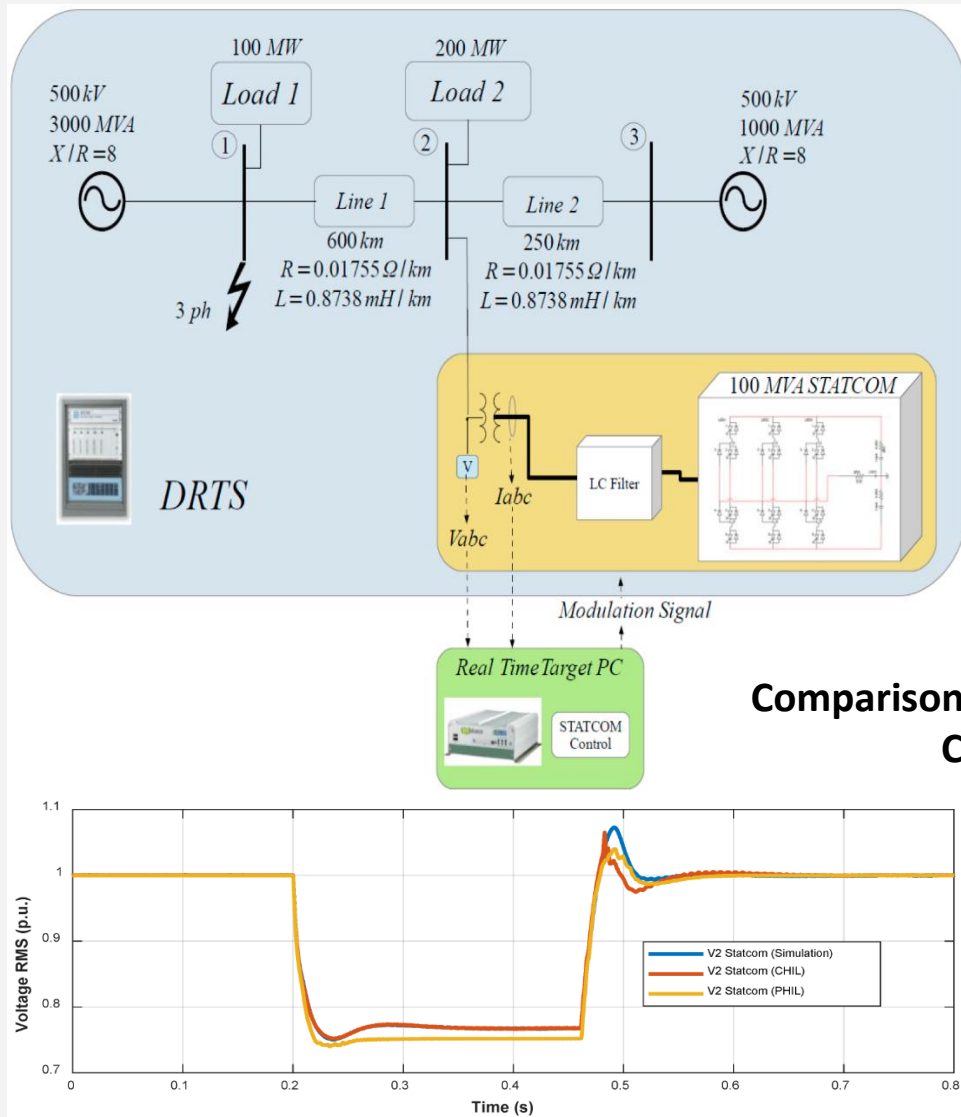 100 MW
Load 1
200 MW
Load 2
500 kV
3000 MVA
X / R = 8
500 kV
1000 MVA
X / R = 8
1
2
3
Line 1
Line 2
600 km
R = 0.01755 Ω / km
L = 0.8738 mH / km
250 km
R = 0.01755 Ω / km
L = 0.8738 mH / km
3 ph
DRTS
100 MVA STATCOM
LC Filter
V
Iabc
Vabc
Modulation Signal
Real Time Target PC
STATCOM
Control
Comparison
C
Voltage RMS (p.u.)
1.1
1
0.9
0.8
0.7
V2 Statcom (Simulation)
V2 Statcom (CHIL)
V2 Statcom (PHIL)
0
0.1
0.2
0.3
0.4
0.5
0.6
0.7
0.8
Time (s)